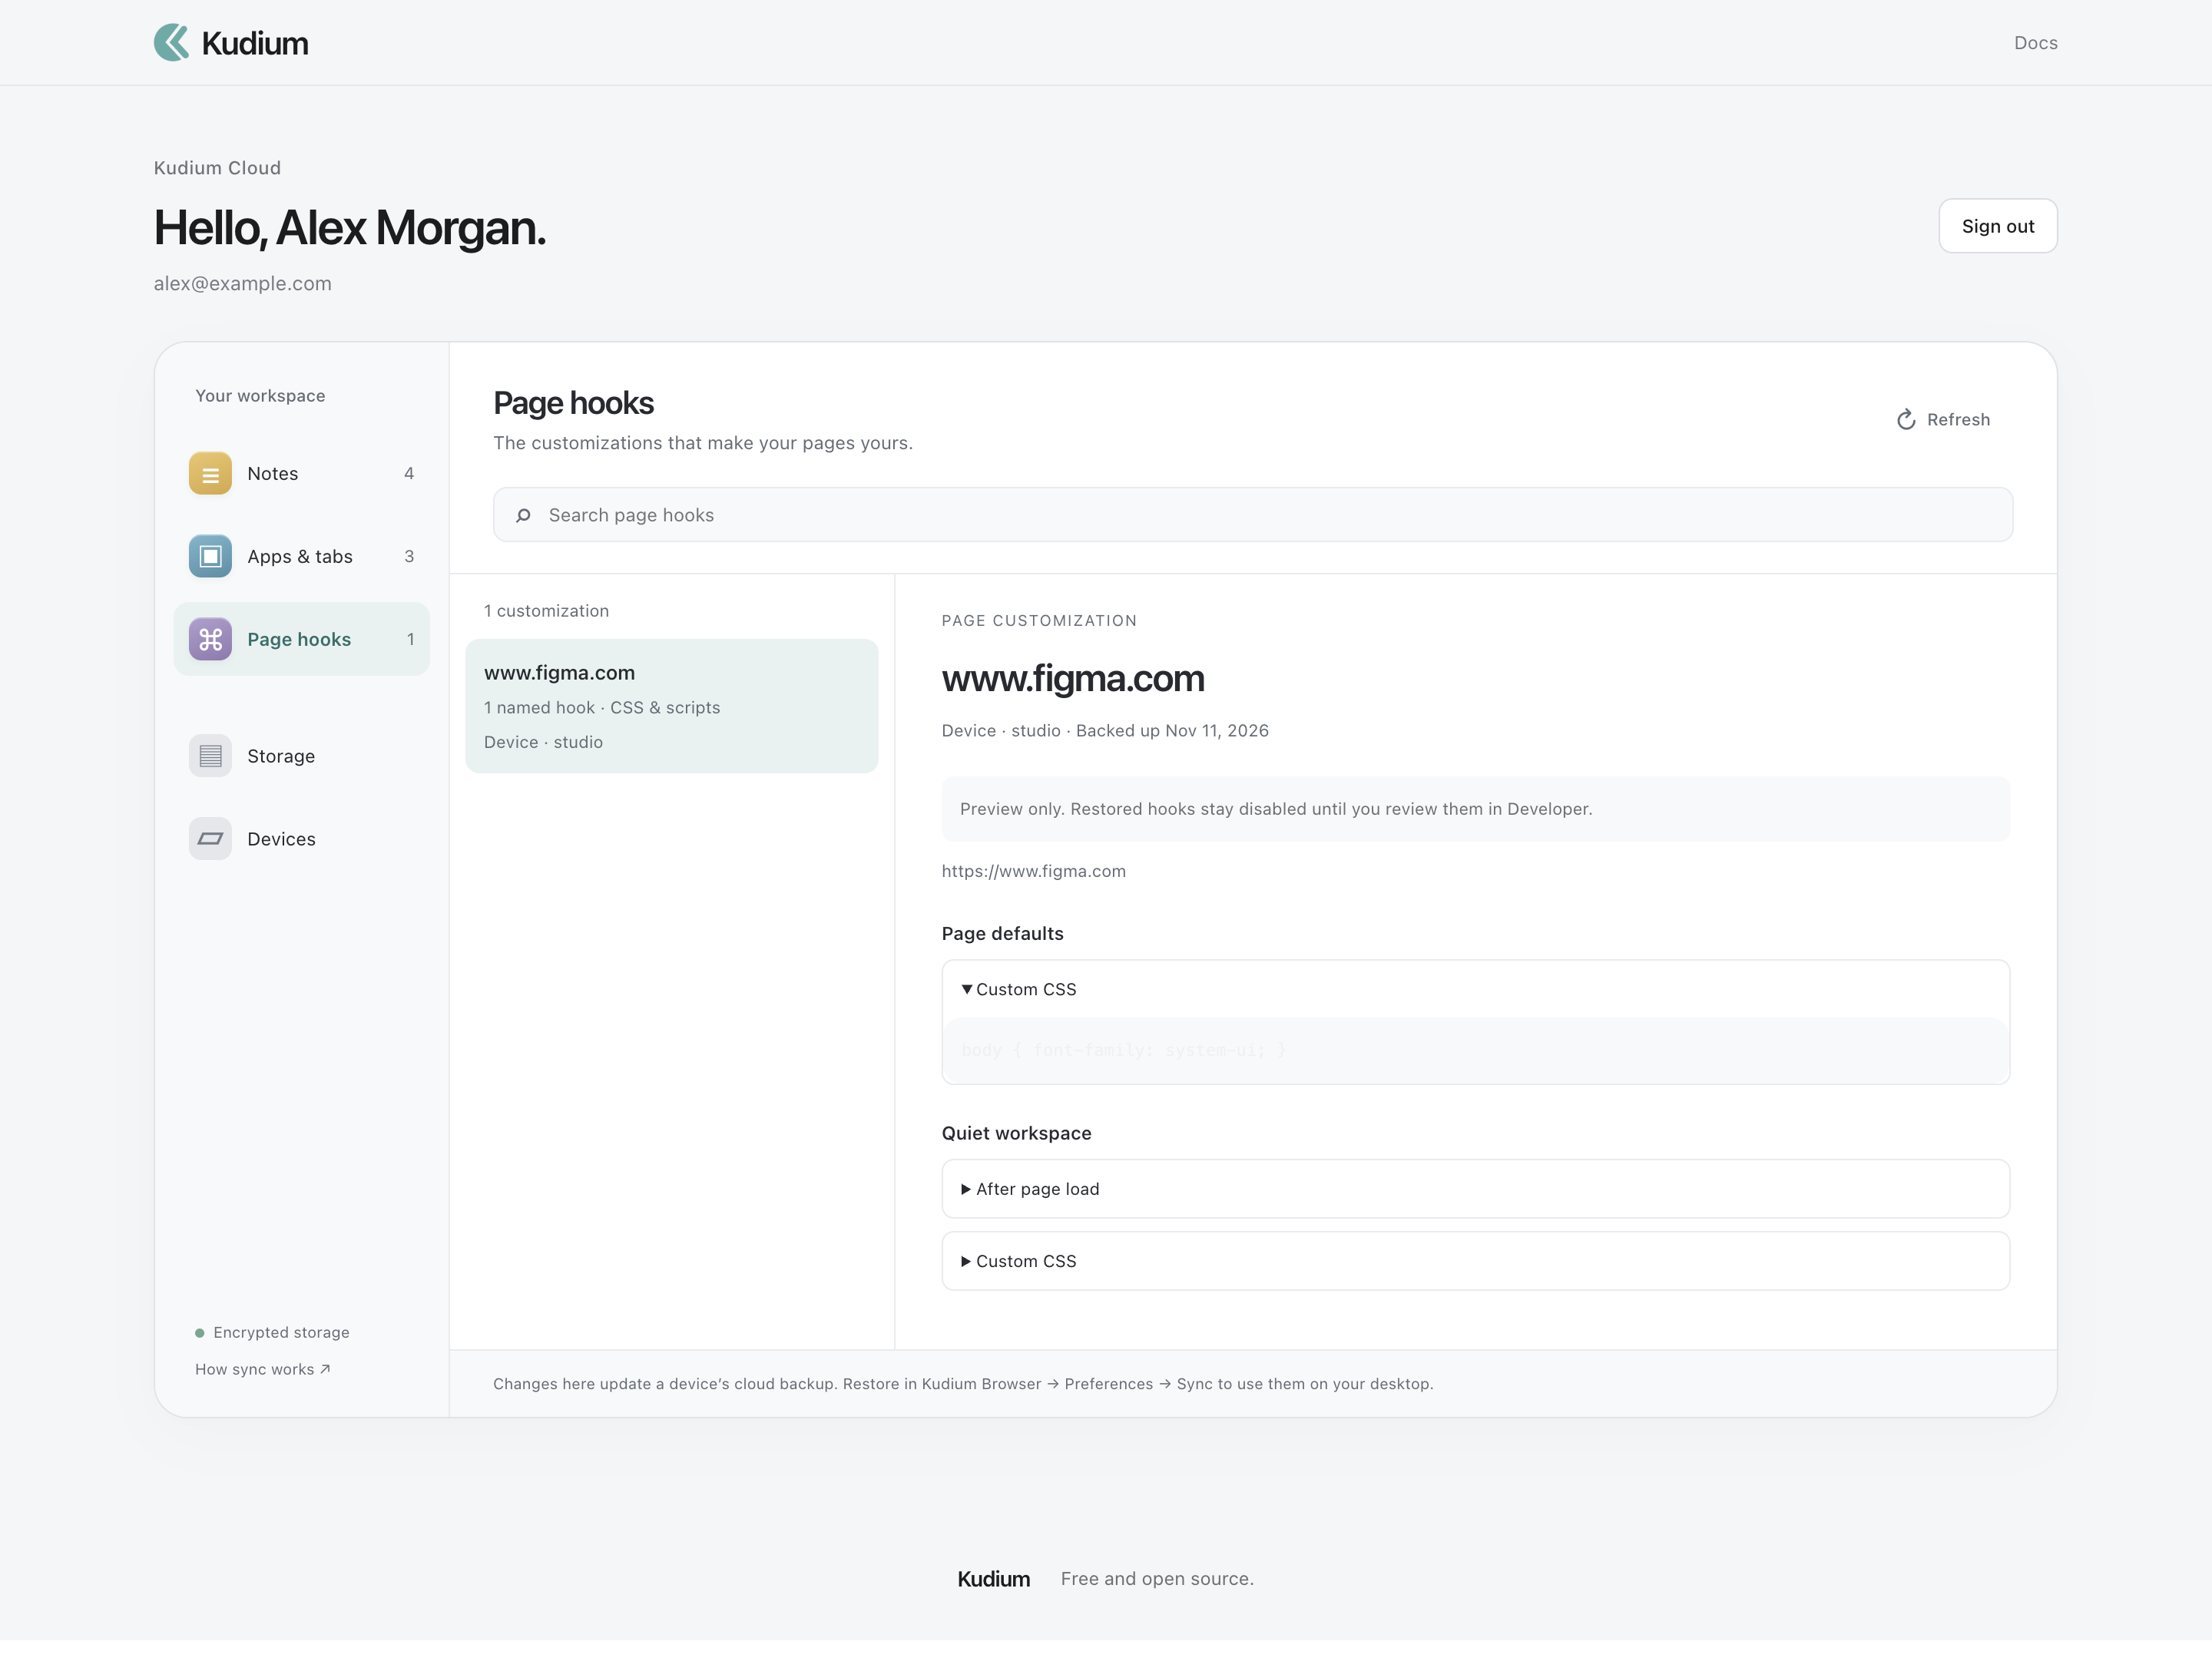 Kudium
Docs
Kudium Cloud
Hello, Alex Morgan.
Sign out
alex@example.com
Your workspace
Notes 4
Apps & tabs 3
Page hooks 1
Storage
Devices
Encrypted storage
How sync works ↗
Page hooks
The customizations that make your pages yours.
Refresh
Search page hooks
1 customization
www.figma.com
1 named hook · CSS & scripts
Device · studio
PAGE CUSTOMIZATION
www.figma.com
Device · studio · Backed up Nov 11, 2026
Preview only. Restored hooks stay disabled until you review them in Developer.
https://www.figma.com
Page defaults
Custom CSS
body { font-family: system-ui; }
Quiet workspace
After page load
Custom CSS
Changes here update a device’s cloud backup. Restore in Kudium Browser → Preferences → Sync to use them on your desktop.
Kudium Free and open source.